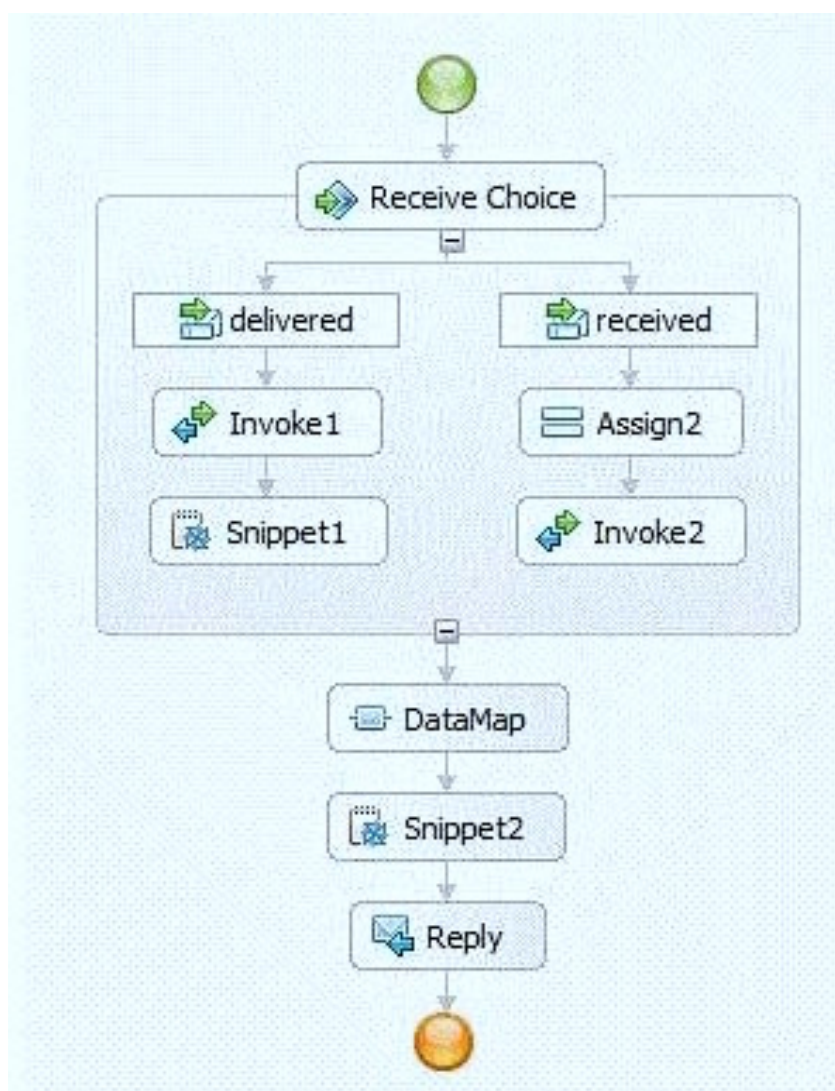 Receive Choice
delivered
received
Invoke1
Assign2
Snippet1
Invoke2
DataMap
Snippet2
Reply